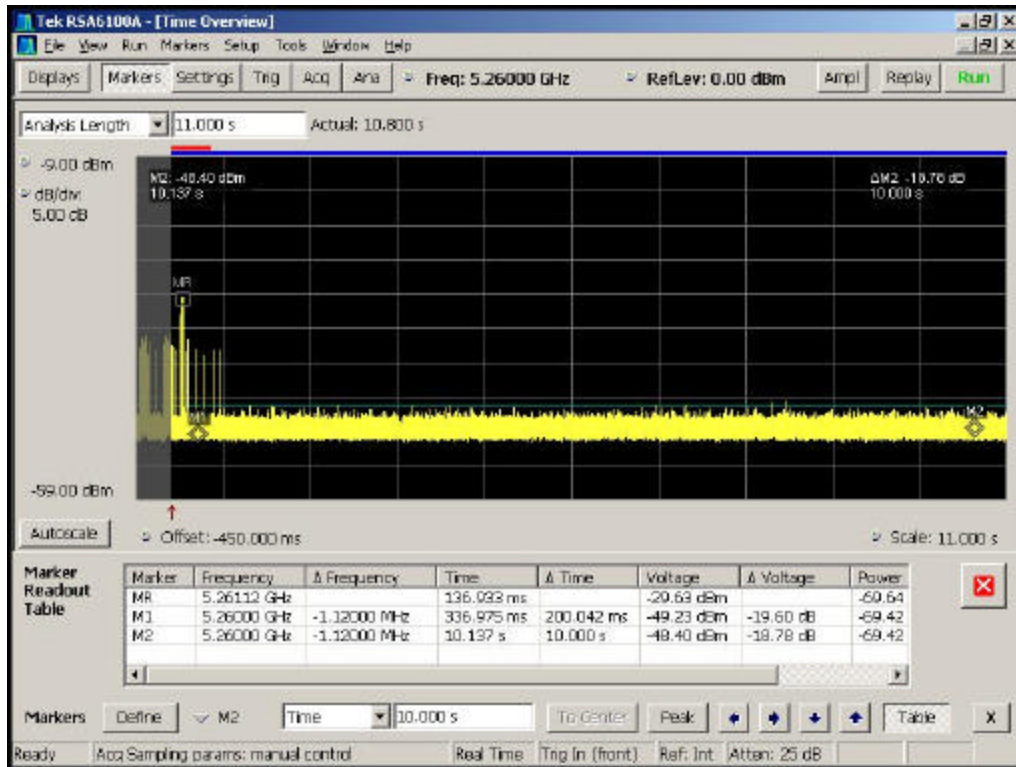 Tek RSA6100A - [Time Overview]
File View Run Markers Setup Tools Window Help
Displays Markers Settings Trig Acq Ana Freq: 5.26000 GHz RefLev: 0.00 dBm Ampl Replay Run
Analysis Length 11.000 s Actual: 10.800 s
-9.00 dBm
dB/div:
5.00 dB
M2: -48.40 dBm
10.137 s
ΔM2 -18.78 dB
10.000 s
MR
M1
M2
-59.00 dBm
Autoscale Offset: -450.000 ms Scale: 11.000 s
Marker Readout Table
Marker Frequency Δ Frequency Time Δ Time Voltage Δ Voltage Power
MR 5.26112 GHz 136.933 ms -29.63 dBm -69.64
M1 5.26000 GHz -1.12000 MHz 336.975 ms 200.042 ms -49.23 dBm -19.60 dB -69.42
M2 5.26000 GHz -1.12000 MHz 10.137 s 10.000 s -48.40 dBm -18.78 dB -69.42
Markers Define M2 Time 10.000 s To Center Peak Table X
Ready Acq Sampling params: manual control Real Time Trig In (front) Ref: Int Atten: 25 dB